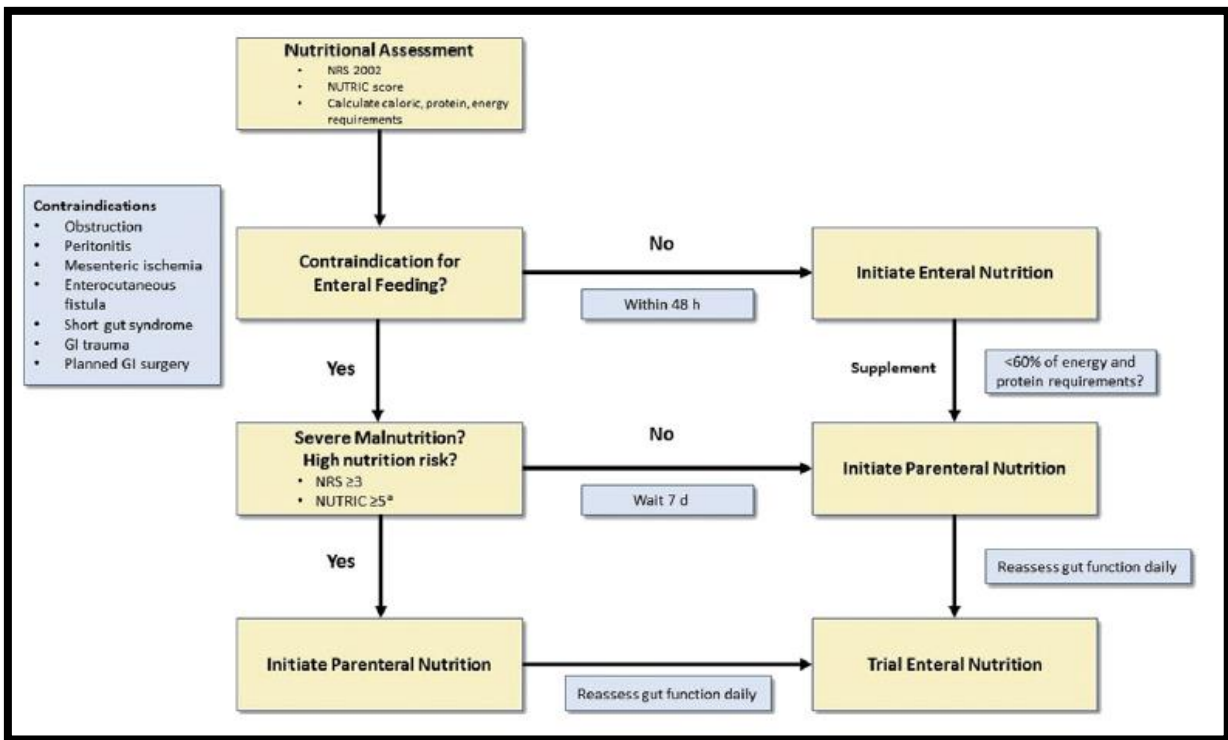 Nutritional Assessment
• NRS 2002
• NUTRIC score
• Calculate caloric, protein, energy
requirements
Contraindications
• Obstruction
• Peritonitis
• Mesenteric ischemia
• Enterocutaneous
fistula
• Short gut syndrome
• GI trauma
• Planned GI surgery
Contraindication for
Enteral Feeding?
No
Within 48 h
Initiate Enteral Nutrition
Yes
Supplement
<60% of energy and
protein requirements?
Severe Malnutrition?
High nutrition risk?
• NRS ≥3
• NUTRIC ≥5ª
No
Wait 7 d
Initiate Parenteral Nutrition
Yes
Reassess gut function daily
Initiate Parenteral Nutrition
Reassess gut function daily
Trial Enteral Nutrition